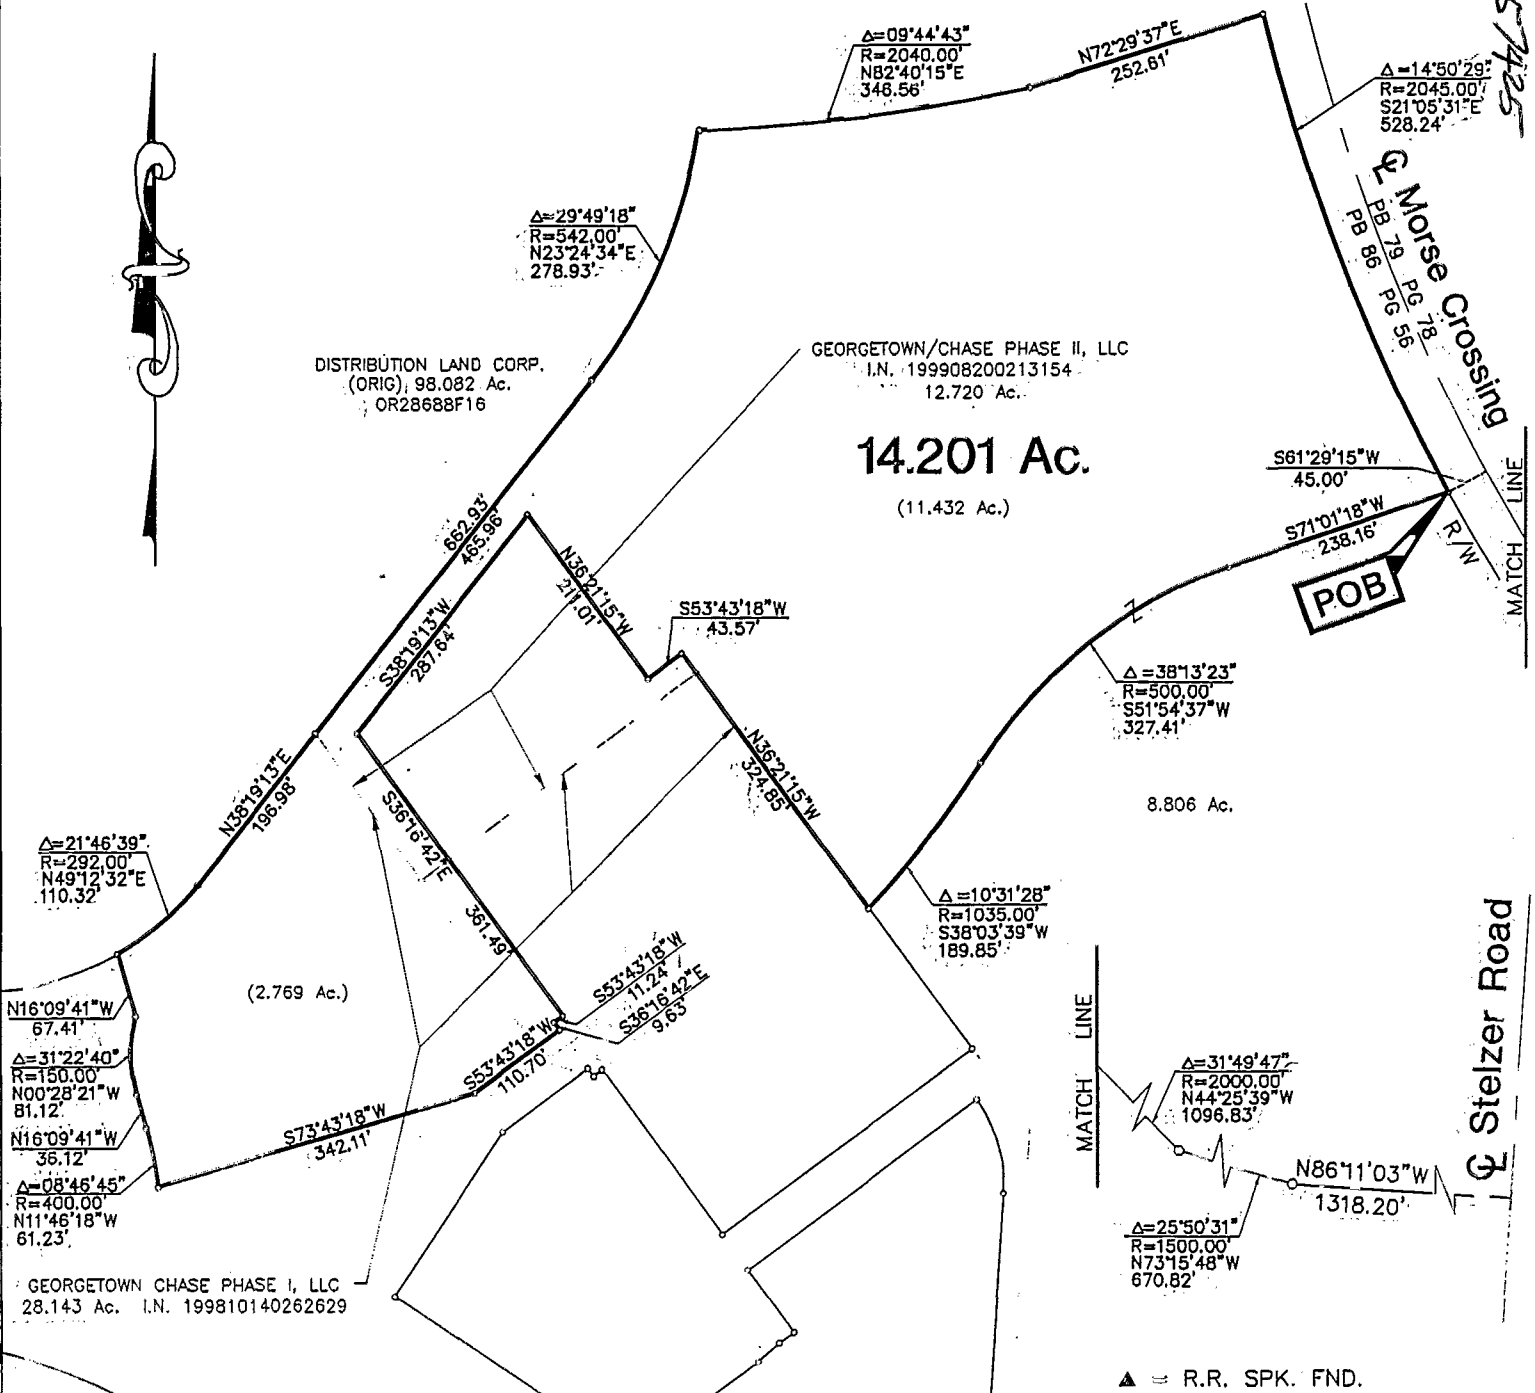 Δ=09°44'43"
R=2040.00'
N82°40'15"E
346.56'
N72°29'37"E
252.61'
Δ=14°50'29"
R=2045.00'
S21°05'31"E
528.24'
℄ Morse Crossing
PB 79 PG 78
PB 86 PG 56
Δ=29°49'18"
R=542.00'
N23°24'34"E
278.93'
DISTRIBUTION LAND CORP.
(ORIG) 98.082 Ac.
OR28688F16
GEORGETOWN/CHASE PHASE II, LLC
I.N. 199908200213154
12.720 Ac.
14.201 Ac.
(11.432 Ac.)
S61°29'15"W
45.00'
S71°01'18"W
238.16'
R/W
POB
MATCH LINE
662.93'
465.96'
N36°21'15"W
211.01'
S53°43'18"W
43.57'
S38°19'13"W
287.64'
Z
Δ=38°13'23"
R=500.00'
S51°54'37"W
327.41'
N36°21'15"W
324.85'
8.806 Ac.
N38°19'13"E
196.98'
S36°16'42"E
361.49'
Δ=21°46'39"
R=292.00'
N49°12'32"E
110.32'
Δ=10°31'28"
R=1035.00'
S38°03'39"W
189.85'
(2.769 Ac.)
S53°43'18"W
11.24'
S36°16'42"E
9.63'
S53°43'18"W
110.70'
N16°09'41"W
67.41'
Δ=31°22'40"
R=150.00'
N00°28'21"W
81.12'
N16°09'41"W
36.12'
Δ=08°46'45"
R=400.00'
N11°46'18"W
61.23'
S73°43'18"W
342.11'
GEORGETOWN CHASE PHASE I, LLC
28.143 Ac. I.N. 199810140262629
MATCH LINE
Δ=31°49'47"
R=2000.00'
N44°25'39"W
1096.83'
N86°11'03"W
1318.20'
Δ=25°50'31"
R=1500.00'
N73°15'48"W
670.82'
℄ Stelzer Road
▲ = R.R. SPK. FND.